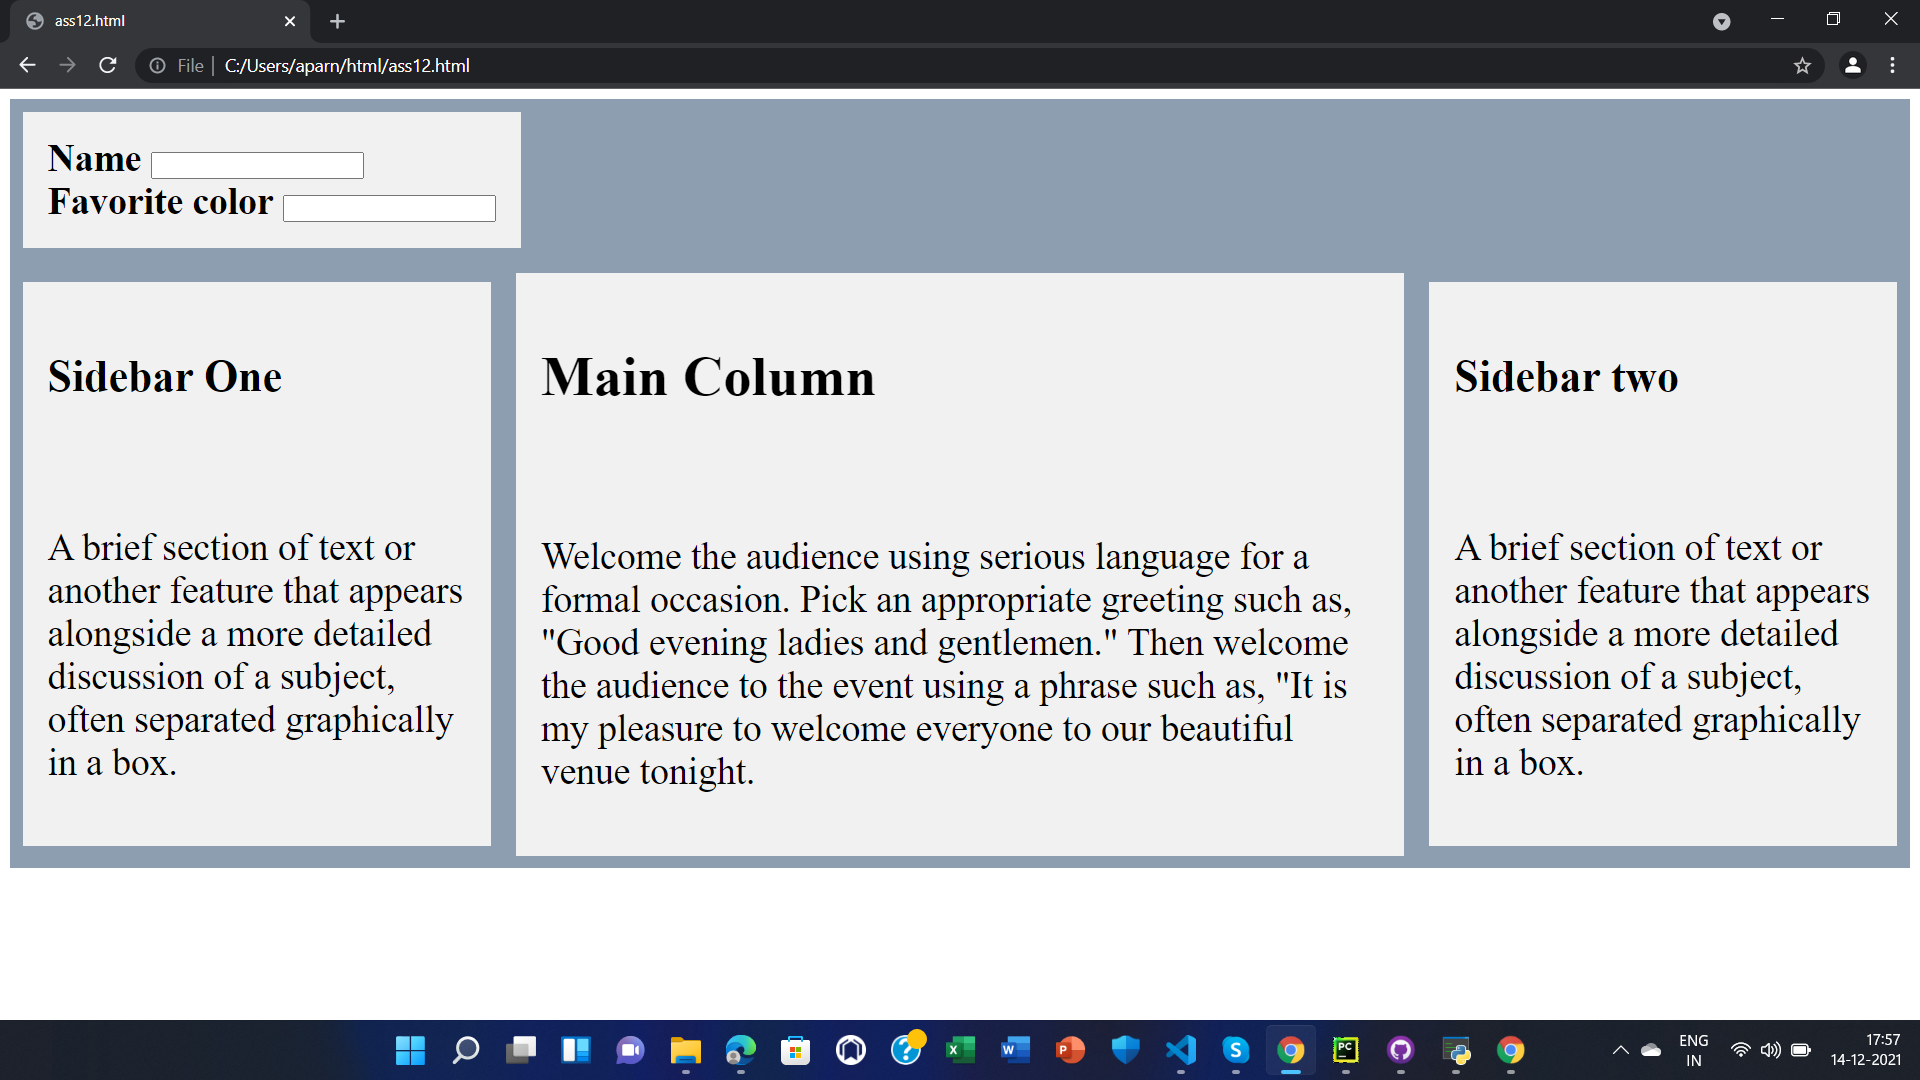 ass12.html
File
C:/Users/aparn/html/ass12.html
Name
Favorite color
Sidebar One
A brief section of text or
another feature that appears
alongside a more detailed
discussion of a subject,
often separated graphically
in a box.
Main Column
Welcome the audience using serious language for a
formal occasion. Pick an appropriate greeting such as,
"Good evening ladies and gentlemen." Then welcome
the audience to the event using a phrase such as, "It is
my pleasure to welcome everyone to our beautiful
venue tonight.
Sidebar two
A brief section of text or
another feature that appears
alongside a more detailed
discussion of a subject,
often separated graphically
in a box.
X
W
P
S
PC
ENG
IN
17:57
14-12-2021